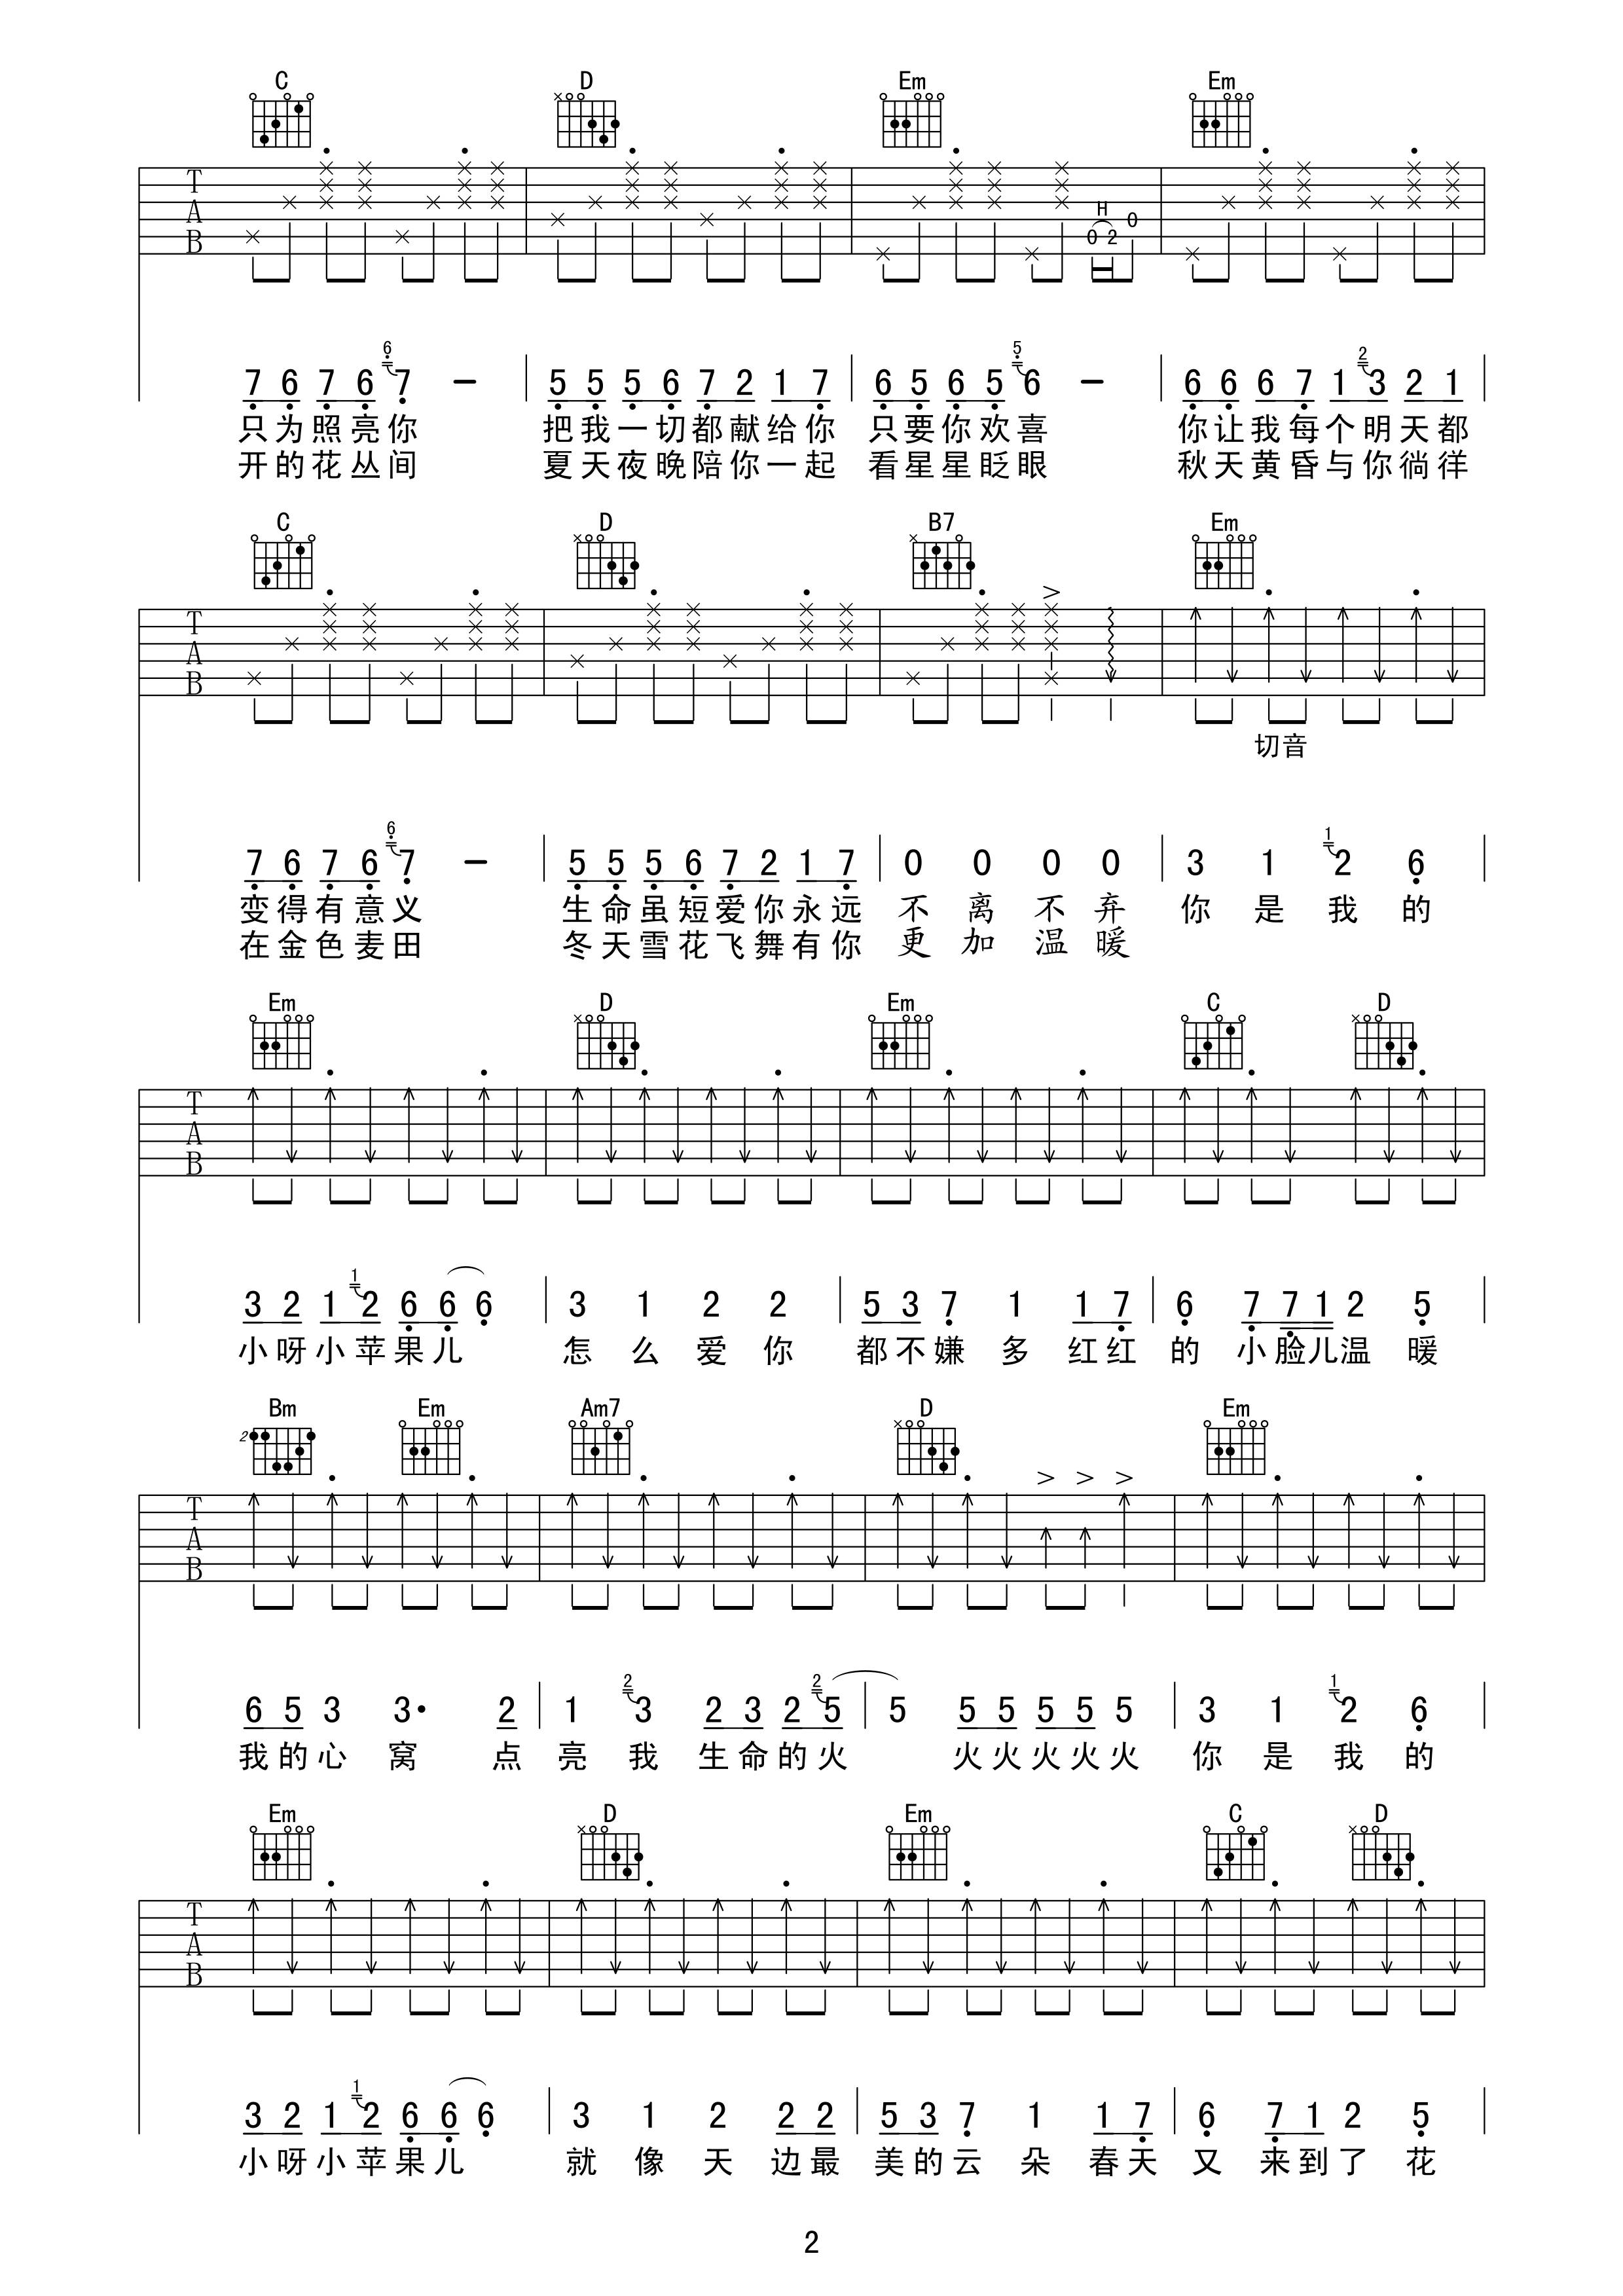 C D Em Em
T A B
H
0 2 0
7 6 7 6 6 7 – 5 5 5 6 7 2 1 7 6 5 6 5 5 6 – 6 6 6 7 1 2 3 2 1
只为照亮你 把我一切都献给你 只要你欢喜 你让我每个明天都
开的花丛间 夏天夜晚陪你一起 看星星眨眼 秋天黄昏与你徜徉
C D B7 Em
>
T A B
切音
7 6 7 6 6 7 – 5 5 5 6 7 2 1 7 0 0 0 0 3 1 1 2 6
变得有意义 生命虽短爱你永远 不离不弃 你是我的
在金色麦田 冬天雪花飞舞有你 更加温暖
Em D Em C D
T A B
3 2 1 1 2 6 6 6 3 1 2 2 5 3 7 1 1 7 6 7 7 1 2 5
小呀小苹果儿 怎么爱你 都不嫌多 红红 的小脸儿温暖
Bm Em Am7 D Em
2
> > >
T A B
6 5 3 3· 2 1 2 3 2 3 2 2 5 5 5 5 5 5 5 3 1 1 2 6
我的心窝 点 亮我生命的火 火火火火火 你是我的
Em D Em C D
T A B
3 2 1 1 2 6 6 6 3 1 2 2 2 5 3 7 1 1 7 6 7 1 2 5
小呀小苹果儿 就像天边最 美的云朵 春天 又来到了花
2